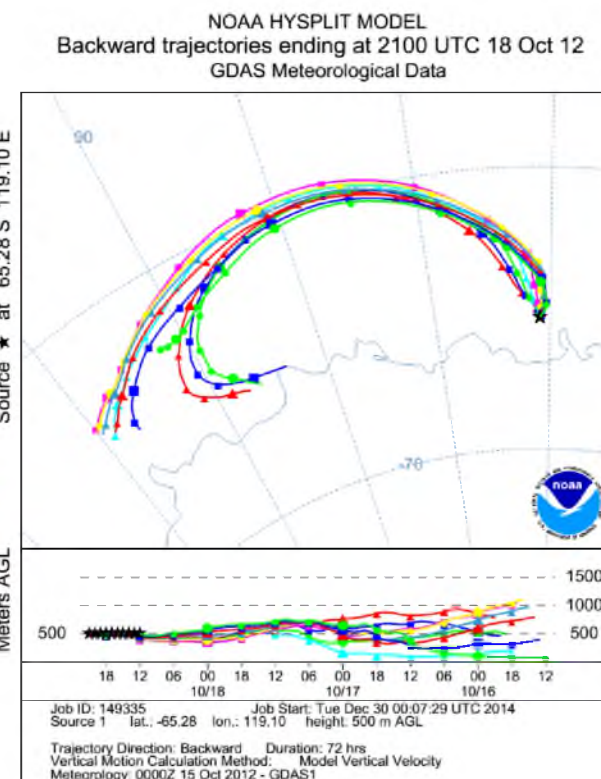 NOAA HYSPLIT MODEL
Backward trajectories ending at 2100 UTC 18 Oct 12
GDAS Meteorological Data
Source ★ at 65.28 S 119.10 E
90
-70
noaa
Meters AGL
1500
1000
500
500
18 12 06 00 18 12 06 00 18 12 06 00 18 12
10/18 10/17 10/16
Job ID: 149335 Job Start: Tue Dec 30 00:07:29 UTC 2014
Source 1 lat.: -65.28 lon.: 119.10 height: 500 m AGL
Trajectory Direction: Backward Duration: 72 hrs
Vertical Motion Calculation Method: Model Vertical Velocity
Meteorology: 0000Z 15 Oct 2012 - GDAS1